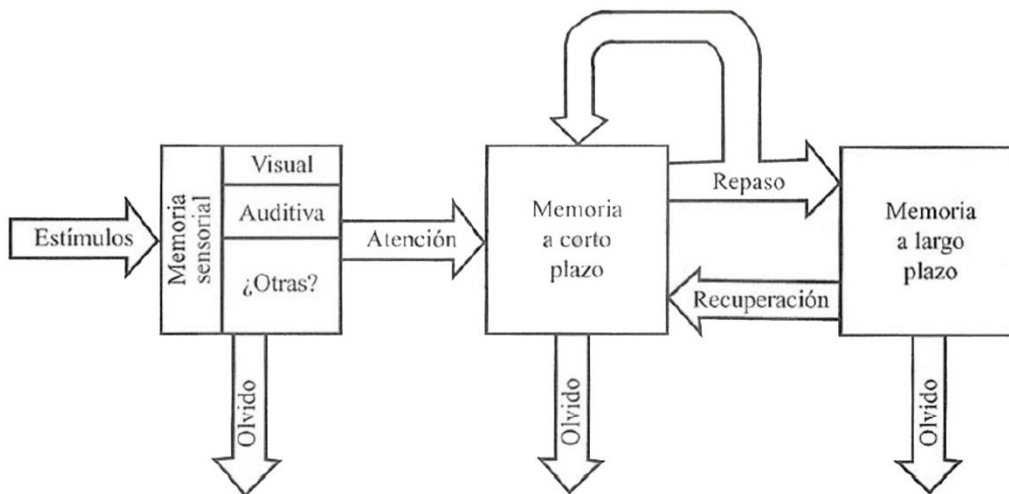 Estímulos
Memoria
sensorial
Visual
Auditiva
¿Otras?
Atención
Memoria
a corto
plazo
Repaso
Recuperación
Memoria
a largo
plazo
Olvido
Olvido
Olvido